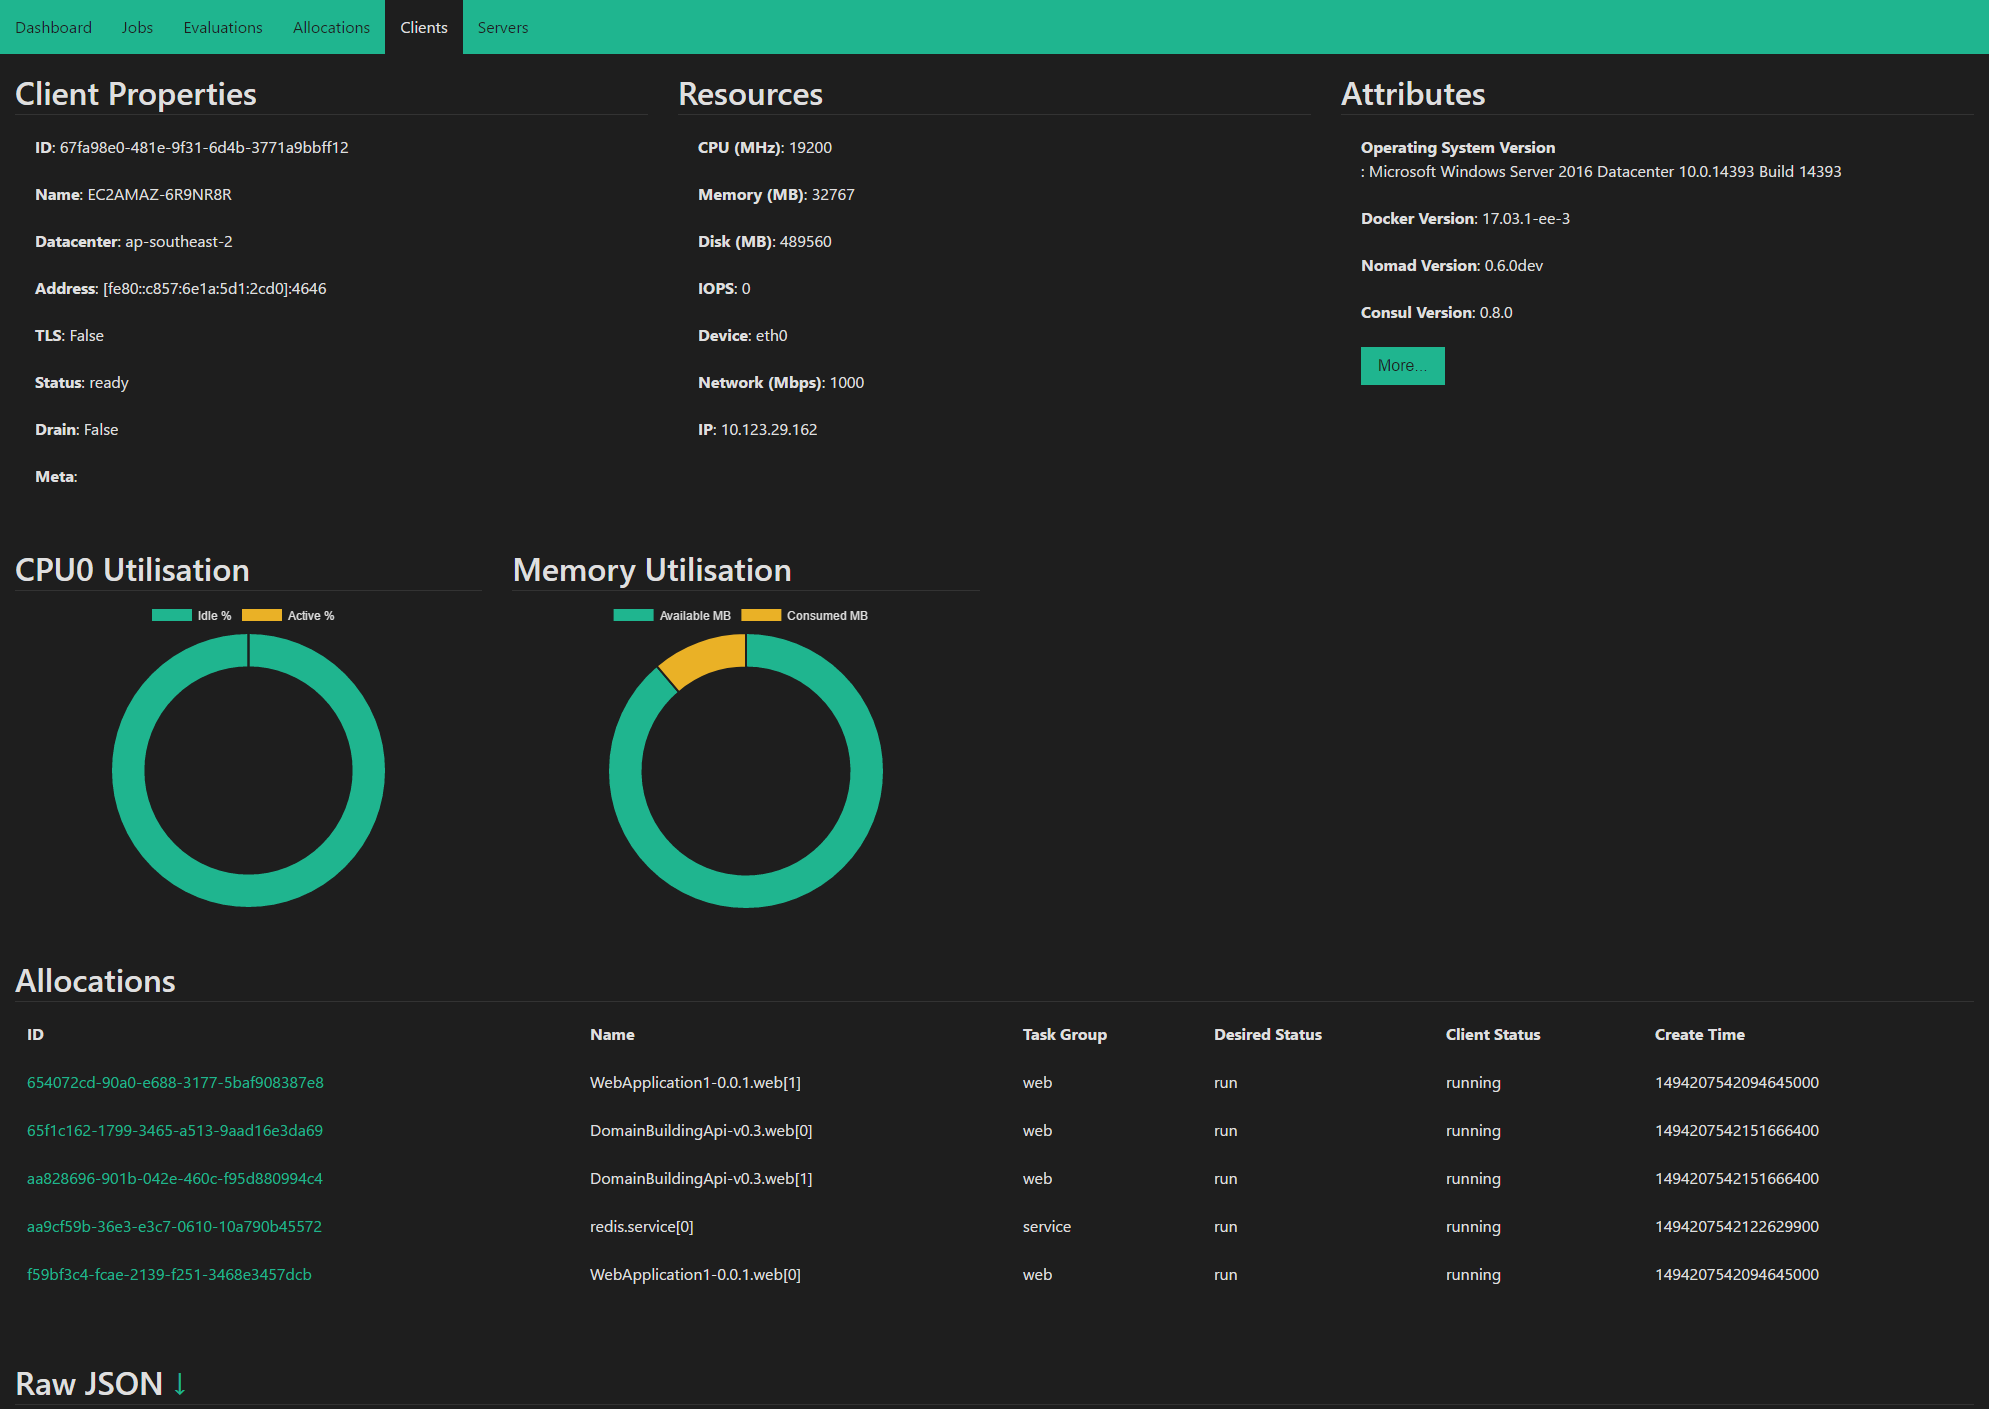 Dashboard Jobs Evaluations Allocations Clients Servers
Client Properties
ID: 67fa98e0-481e-9f31-6d4b-3771a9bbff12
Name: EC2AMAZ-6R9NR8R
Datacenter: ap-southeast-2
Address: [fe80::c857:6e1a:5d1:2cd0]:4646
TLS: False
Status: ready
Drain: False
Meta:
Resources
CPU (MHz): 19200
Memory (MB): 32767
Disk (MB): 489560
IOPS: 0
Device: eth0
Network (Mbps): 1000
IP: 10.123.29.162
Attributes
Operating System Version
: Microsoft Windows Server 2016 Datacenter 10.0.14393 Build 14393
Docker Version: 17.03.1-ee-3
Nomad Version: 0.6.0dev
Consul Version: 0.8.0
More...
CPU0 Utilisation
Idle % Active %
Memory Utilisation
Available MB Consumed MB
Allocations
ID Name Task Group Desired Status Client Status Create Time
654072cd-90a0-e688-3177-5baf908387e8 WebApplication1-0.0.1.web[1] web run running 1494207542094645000
65f1c162-1799-3465-a513-9aad16e3da69 DomainBuildingApi-v0.3.web[0] web run running 1494207542151666400
aa828696-901b-042e-460c-f95d880994c4 DomainBuildingApi-v0.3.web[1] web run running 1494207542151666400
aa9cf59b-36e3-e3c7-0610-10a790b45572 redis.service[0] service run running 1494207542122629900
f59bf3c4-fcae-2139-f251-3468e3457dcb WebApplication1-0.0.1.web[0] web run running 1494207542094645000
Raw JSON ↓